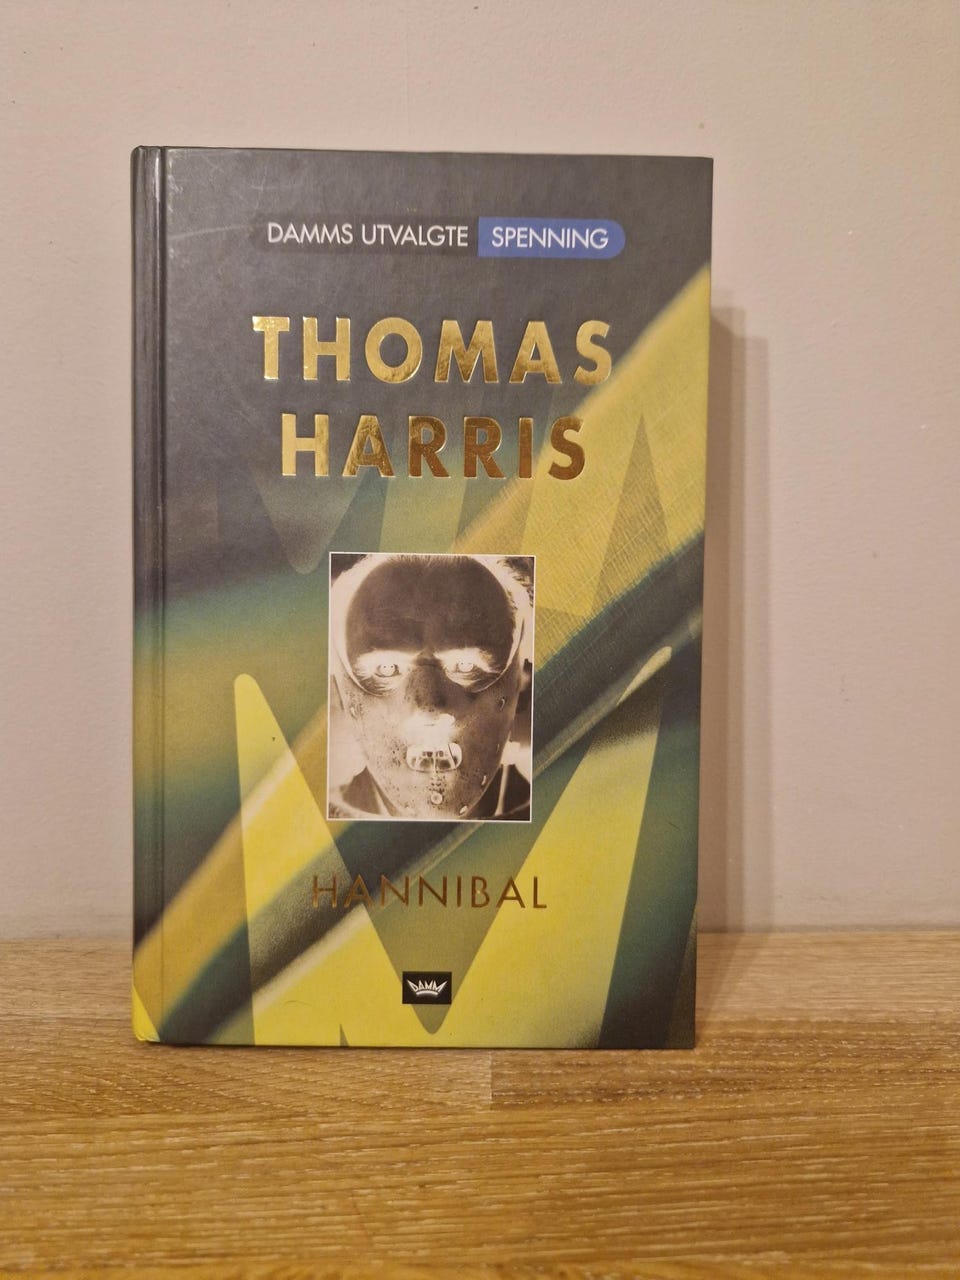 DAMMS UTVALGTE SPENNING
THOMAS
HARRIS
HANNIBAL
DAMM